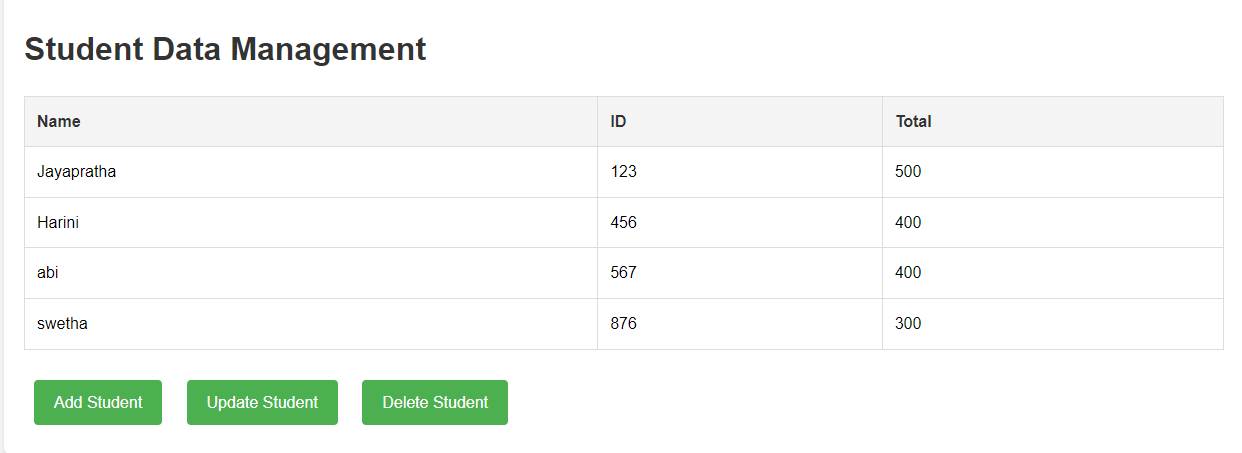 Student Data Management
Name ID Total
Jayapratha 123 500
Harini 456 400
abi 567 400
swetha 876 300
Add Student Update Student Delete Student